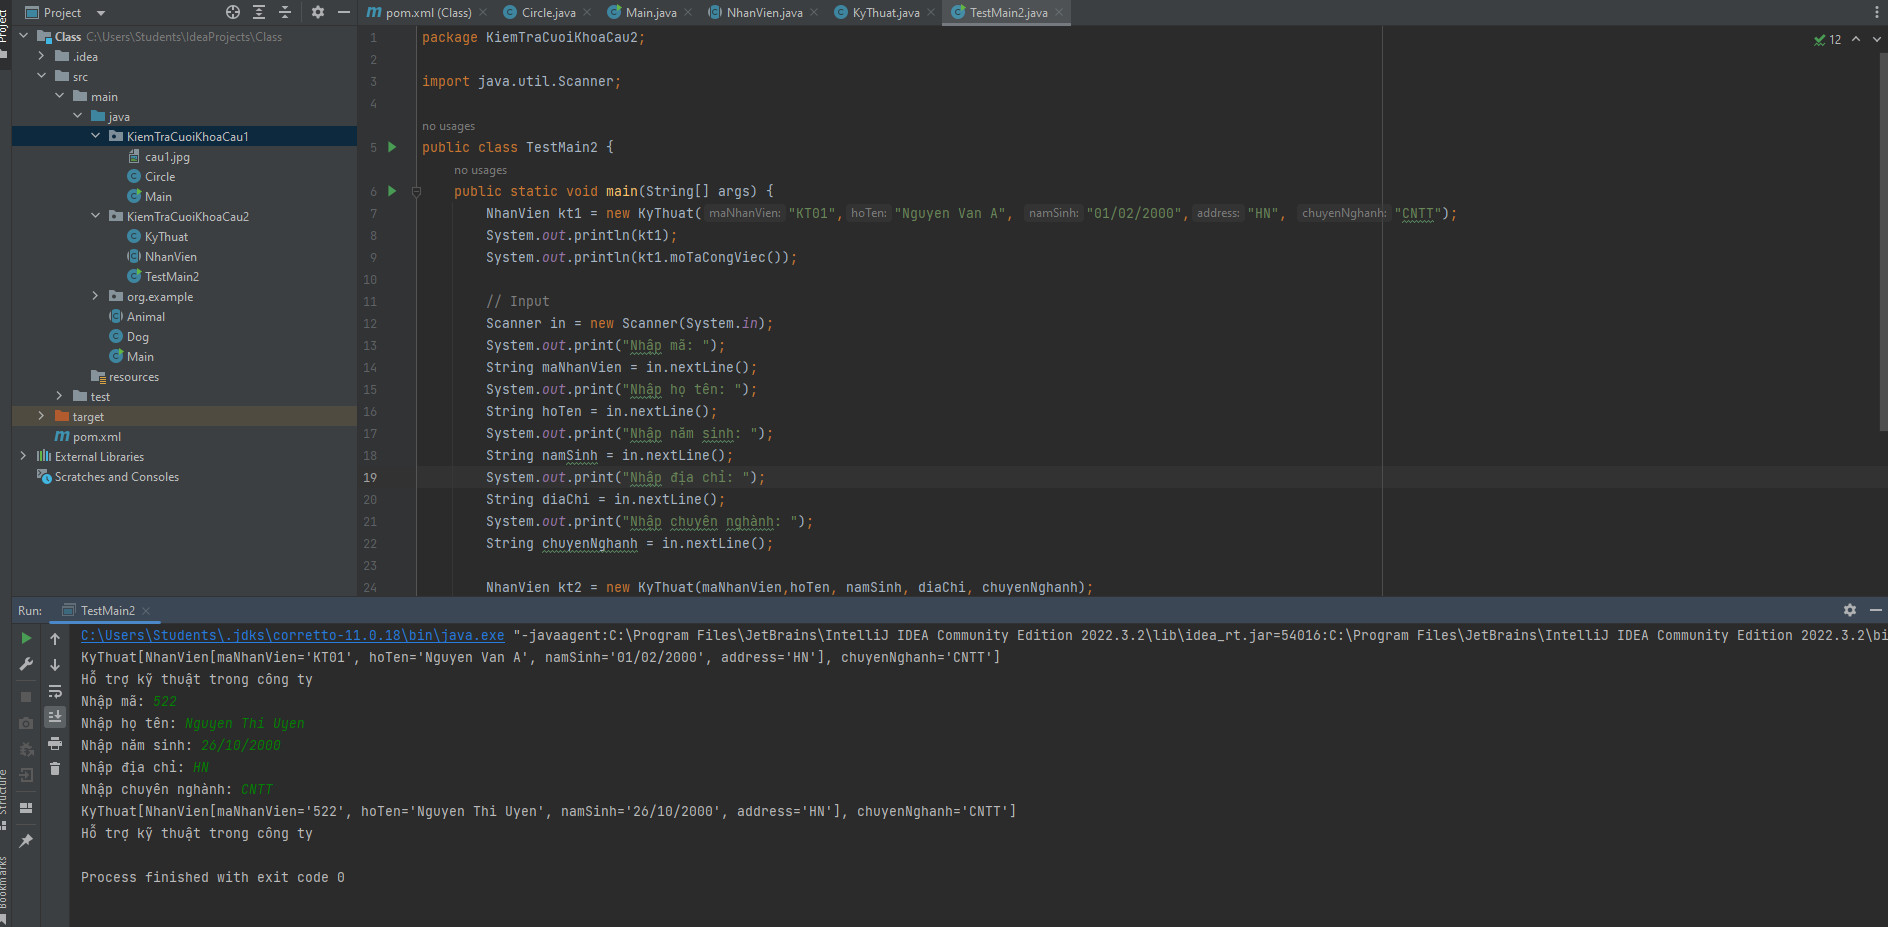 Project
pom.xml (Class)
Circle.java
Main.java
NhanVien.java
KyThuat.java
TestMain2.java
Project
Class C:\Users\Students\IdeaProjects\Class
.idea
src
main
java
KiemTraCuoiKhoaCau1
cau1.jpg
Circle
Main
KiemTraCuoiKhoaCau2
KyThuat
NhanVien
TestMain2
org.example
Animal
Dog
Main
resources
test
target
pom.xml
External Libraries
Scratches and Consoles
12
1 package KiemTraCuoiKhoaCau2;
2
3 import java.util.Scanner;
4
no usages
5 public class TestMain2 {
no usages
6 public static void main(String[] args) {
7 NhanVien kt1 = new KyThuat( maNhanVien: "KT01", hoTen: "Nguyen Van A", namSinh: "01/02/2000", address: "HN", chuyenNghanh: "CNTT");
8 System.out.println(kt1);
9 System.out.println(kt1.moTaCongViec());
10
11 // Input
12 Scanner in = new Scanner(System.in);
13 System.out.print("Nhập mã: ");
14 String maNhanVien = in.nextLine();
15 System.out.print("Nhập họ tên: ");
16 String hoTen = in.nextLine();
17 System.out.print("Nhập năm sinh: ");
18 String namSinh = in.nextLine();
19 System.out.print("Nhập địa chỉ: ");
20 String diaChi = in.nextLine();
21 System.out.print("Nhập chuyên nghành: ");
22 String chuyenNghanh = in.nextLine();
23
24 NhanVien kt2 = new KyThuat(maNhanVien,hoTen, namSinh, diaChi, chuyenNghanh);
Run: TestMain2
C:\Users\Students\.jdks\corretto-11.0.18\bin\java.exe "-javaagent:C:\Program Files\JetBrains\IntelliJ IDEA Community Edition 2022.3.2\lib\idea_rt.jar=54016:C:\Program Files\JetBrains\IntelliJ IDEA Community Edition 2022.3.2\bi
KyThuat[NhanVien[maNhanVien='KT01', hoTen='Nguyen Van A', namSinh='01/02/2000', address='HN'], chuyenNghanh='CNTT']
Hỗ trợ kỹ thuật trong công ty
Nhập mã: 522
Nhập họ tên: Nguyen Thi Uyen
Nhập năm sinh: 26/10/2000
Nhập địa chỉ: HN
Nhập chuyên nghành: CNTT
KyThuat[NhanVien[maNhanVien='522', hoTen='Nguyen Thi Uyen', namSinh='26/10/2000', address='HN'], chuyenNghanh='CNTT']
Hỗ trợ kỹ thuật trong công ty
Process finished with exit code 0
Structure
Bookmarks